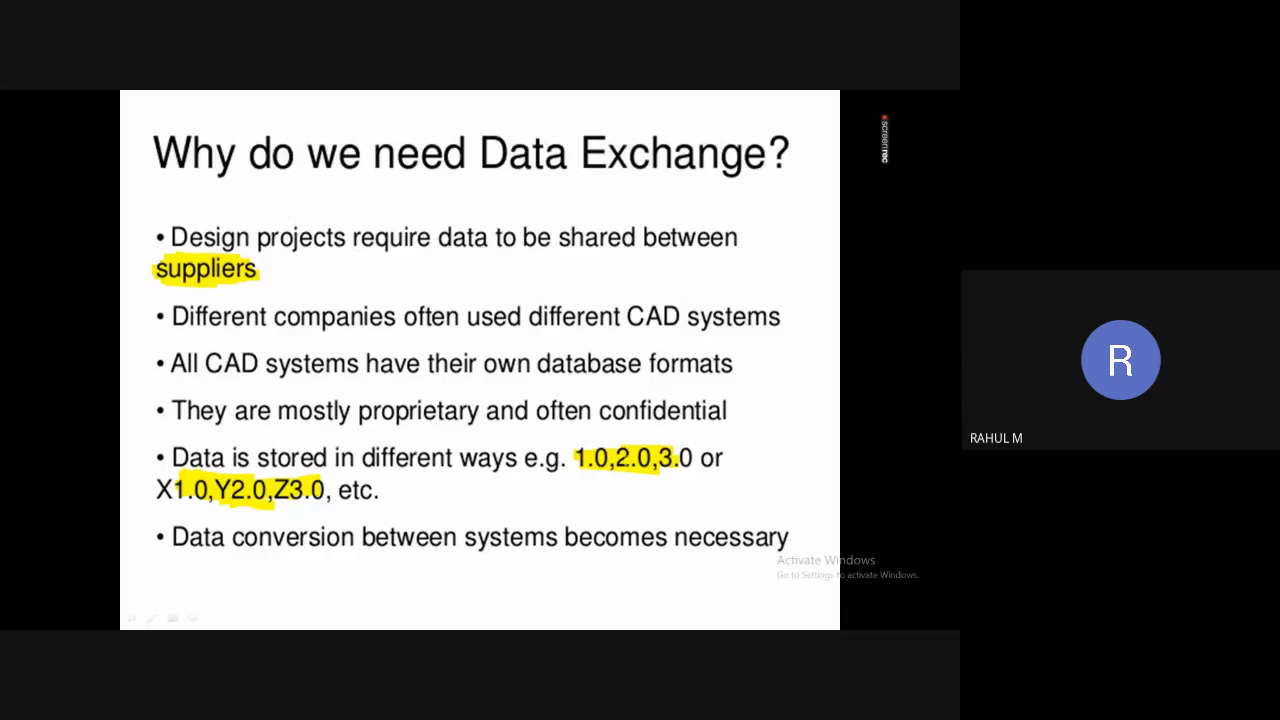 Why do we need Data Exchange?
• Design projects require data to be shared between
suppliers
• Different companies often used different CAD systems
• All CAD systems have their own database formats
• They are mostly proprietary and often confidential
• Data is stored in different ways e.g. 1.0,2.0,3.0 or
X1.0,Y2.0,Z3.0, etc.
• Data conversion between systems becomes necessary
Activate Windows
Go to Settings to activate Windows.
screenrec
R
RAHUL M